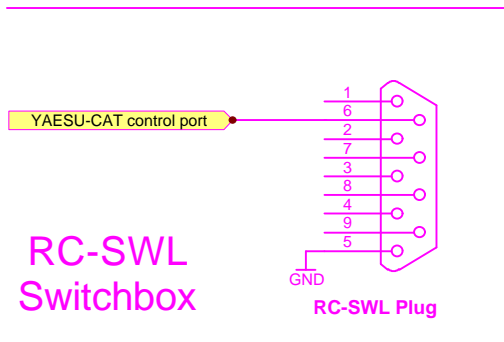 1
6
YAESU-CAT control port
2
7
3
8
4
9
5
RC-SWL
Switchbox
GND
RC-SWL Plug